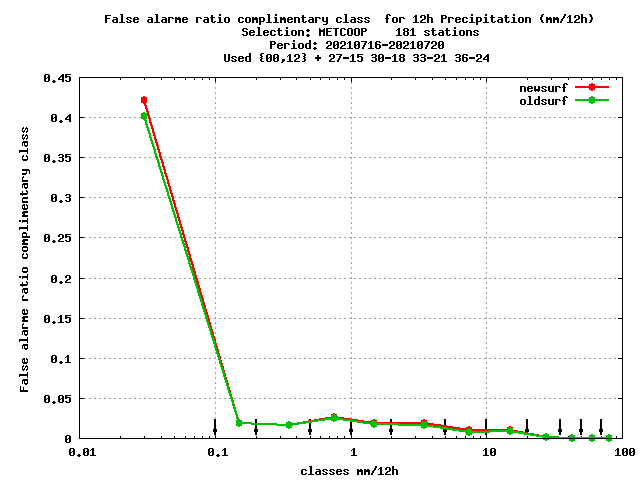 False alarme ratio complimentary class  for 12h Precipitation (mm/12h)
Selection: METCOOP    181 stations
Period: 20210716-20210720
Used {00,12} + 27-15 30-18 33-21 36-24
newsurf
oldsurf
0.45
0.4
0.35
0.3
0.25
0.2
0.15
0.1
0.05
0
False alarme ratio complimentary class
0.01 0.1 1 10 100
classes mm/12h